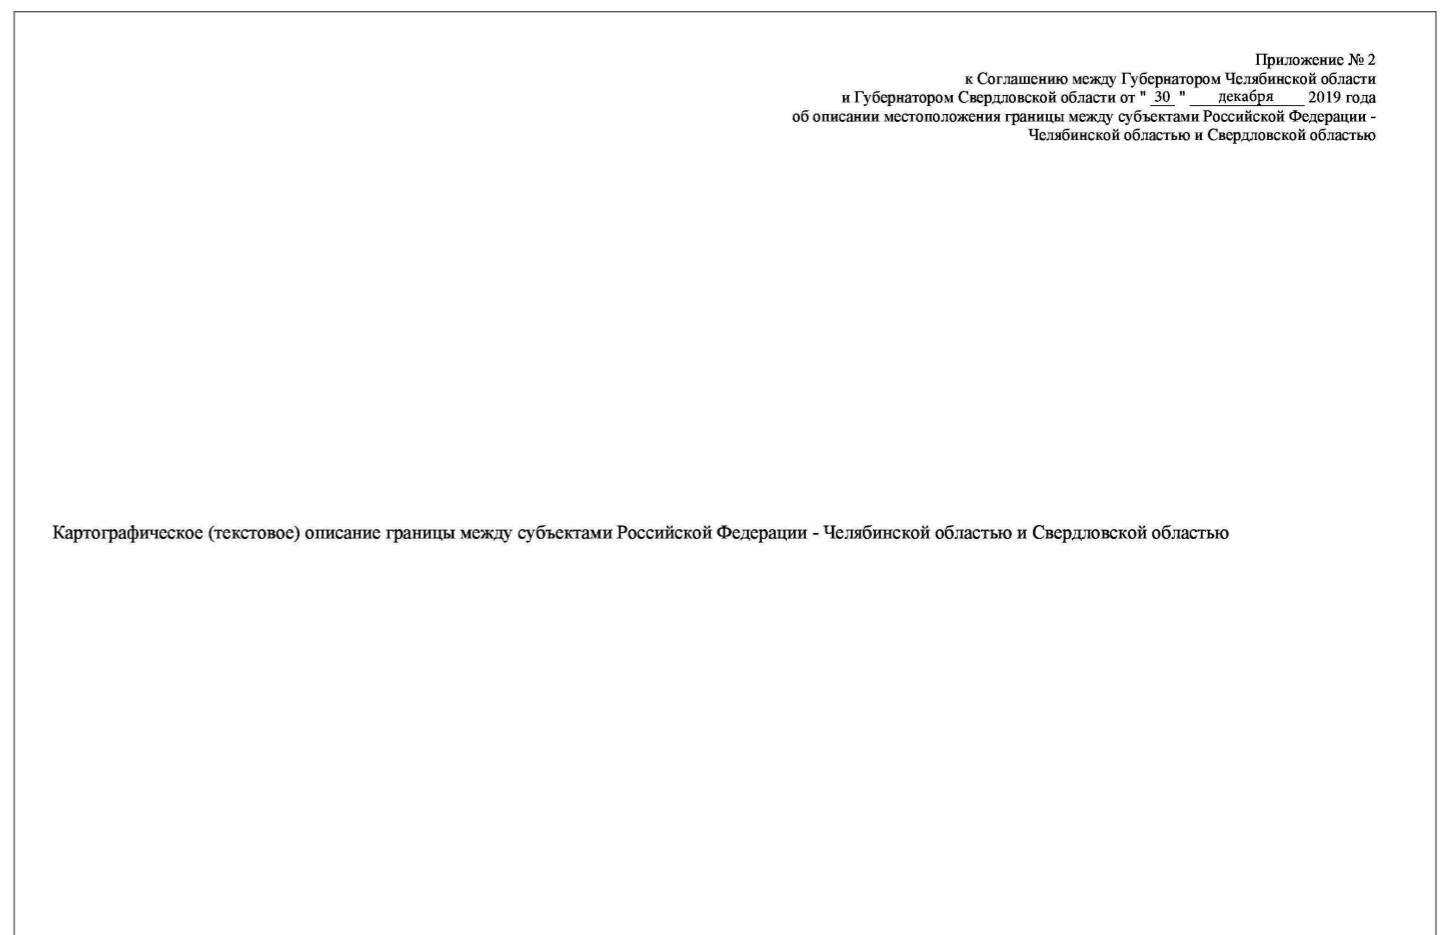 Приложение № 2
к Соглашению между Губернатором Челябинской области
и Губернатором Свердловской области от " 30 " декабря 2019 года
об описании местоположения границы между субъектами Российской Федерации -
Челябинской областью и Свердловской областью
Картографическое (текстовое) описание границы между субъектами Российской Федерации - Челябинской областью и Свердловской областью